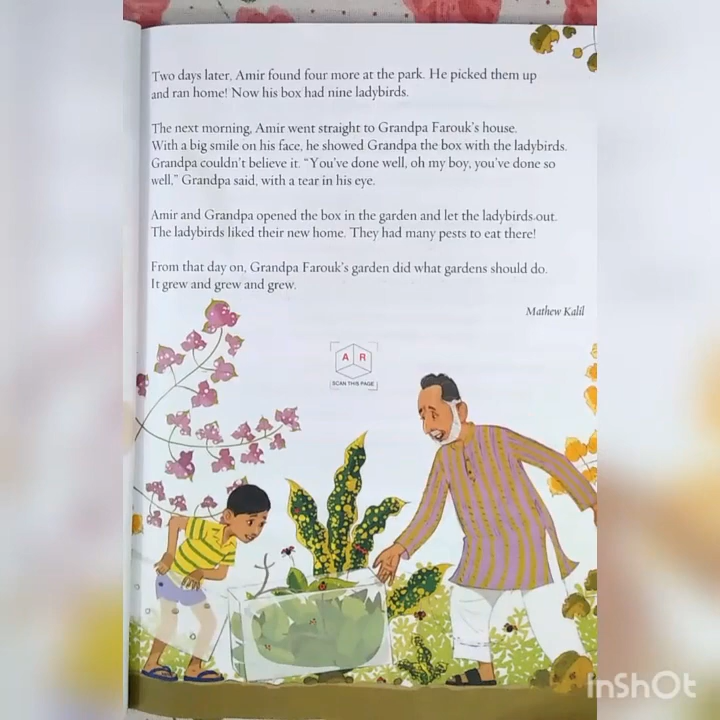 Two days later, Amir found four more at the park. He picked them up
and ran home! Now his box had nine ladybirds.
The next morning, Amir went straight to Grandpa Farouk's house.
With a big smile on his face, he showed Grandpa the box with the ladybirds.
Grandpa couldn't believe it. "You've done well, oh my boy, you've done so
well," Grandpa said, with a tear in his eye.
Amir and Grandpa opened the box in the garden and let the ladybirds out.
The ladybirds liked their new home. They had many pests to eat there!
From that day on, Grandpa Farouk's garden did what gardens should do.
It grew and grew and grew.
Mathew Kalil
A R
SCAN THIS PAGE
InShOt